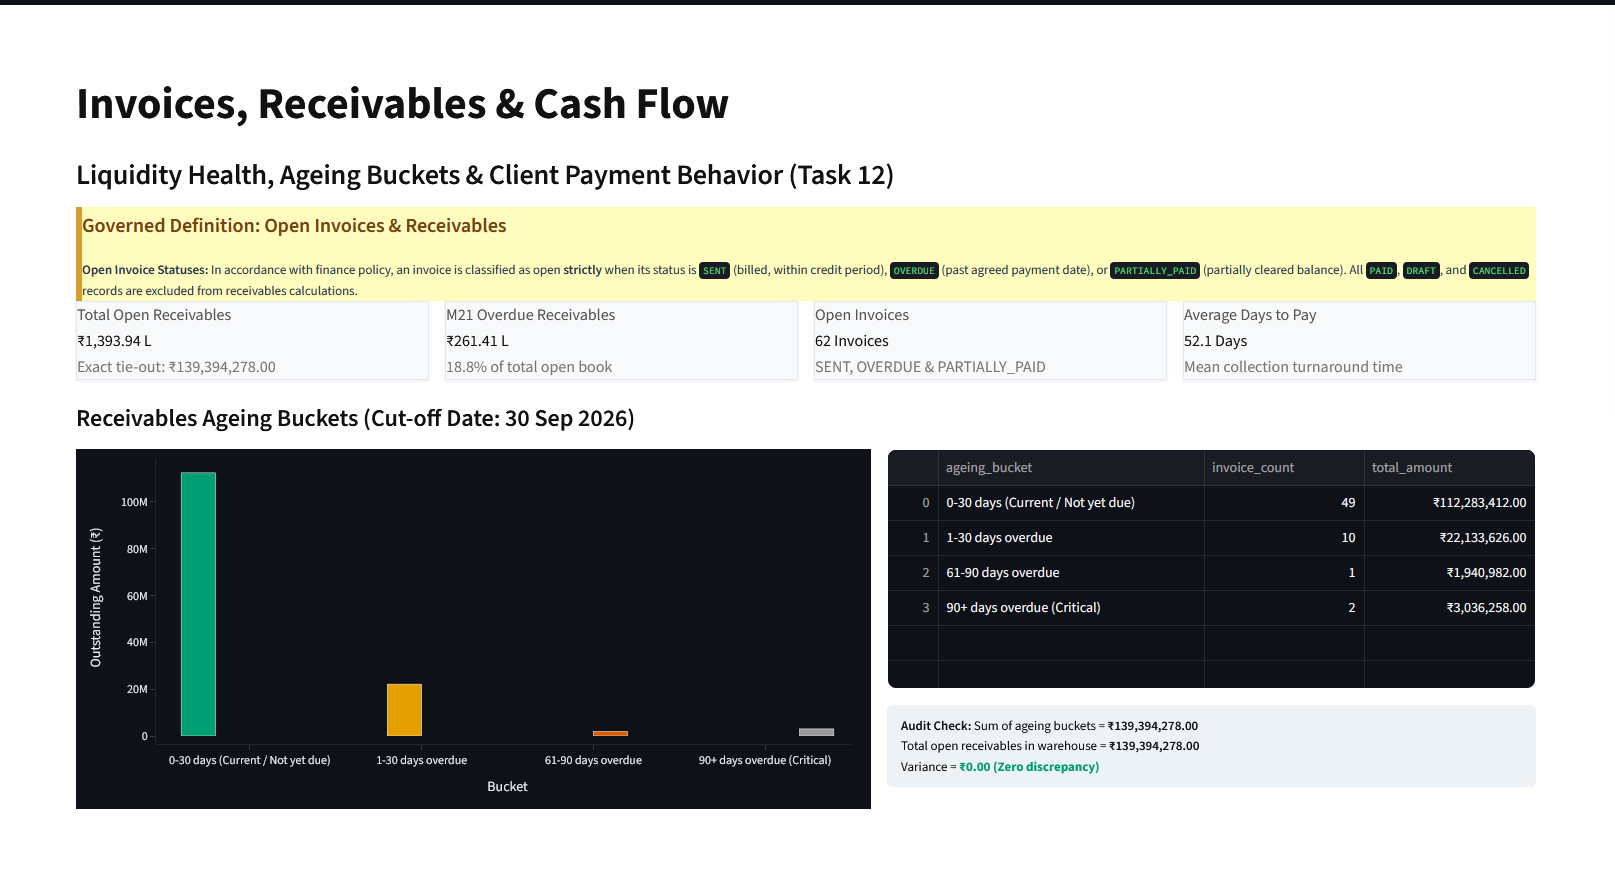 Invoices, Receivables & Cash Flow
Liquidity Health, Ageing Buckets & Client Payment Behavior (Task 12)
Governed Definition: Open Invoices & Receivables
Open Invoice Statuses: In accordance with finance policy, an invoice is classified as open strictly when its status is SENT (billed, within credit period), OVERDUE (past agreed payment date), or PARTIALLY_PAID (partially cleared balance). All PAID, DRAFT, and CANCELLED
records are excluded from receivables calculations.
Total Open Receivables
₹1,393.94 L
Exact tie-out: ₹139,394,278.00
M21 Overdue Receivables
₹261.41 L
18.8% of total open book
Open Invoices
62 Invoices
SENT, OVERDUE & PARTIALLY_PAID
Average Days to Pay
52.1 Days
Mean collection turnaround time
Receivables Ageing Buckets (Cut-off Date: 30 Sep 2026)
Outstanding Amount (₹)
100M
80M
60M
40M
20M
0
0-30 days (Current / Not yet due) 1-30 days overdue 61-90 days overdue 90+ days overdue (Critical)
Bucket
ageing_bucket invoice_count total_amount
0 0-30 days (Current / Not yet due) 49 ₹112,283,412.00
1 1-30 days overdue 10 ₹22,133,626.00
2 61-90 days overdue 1 ₹1,940,982.00
3 90+ days overdue (Critical) 2 ₹3,036,258.00
Audit Check: Sum of ageing buckets = ₹139,394,278.00
Total open receivables in warehouse = ₹139,394,278.00
Variance = ₹0.00 (Zero discrepancy)